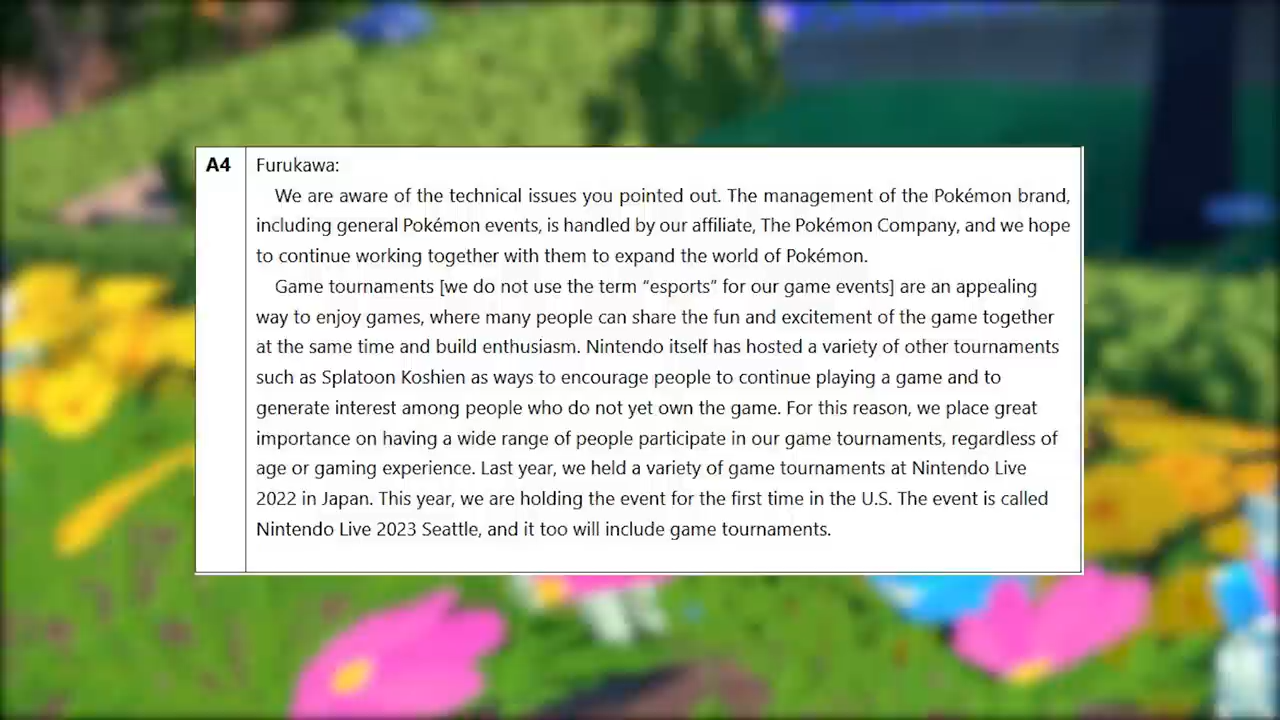 A4
Furukawa:
We are aware of the technical issues you pointed out. The management of the Pokémon brand,
including general Pokémon events, is handled by our affiliate, The Pokémon Company, and we hope
to continue working together with them to expand the world of Pokémon.
Game tournaments [we do not use the term “esports” for our game events] are an appealing
way to enjoy games, where many people can share the fun and excitement of the game together
at the same time and build enthusiasm. Nintendo itself has hosted a variety of other tournaments
such as Splatoon Koshien as ways to encourage people to continue playing a game and to
generate interest among people who do not yet own the game. For this reason, we place great
importance on having a wide range of people participate in our game tournaments, regardless of
age or gaming experience. Last year, we held a variety of game tournaments at Nintendo Live
2022 in Japan. This year, we are holding the event for the first time in the U.S. The event is called
Nintendo Live 2023 Seattle, and it too will include game tournaments.